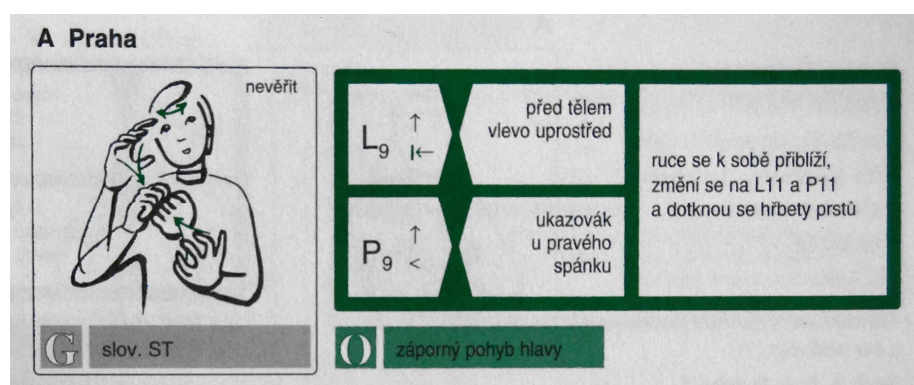 A Praha
nevěřit
L9 ↑
před tělem
vlevo uprostřed
P9 ↑
<
ukazovák
u pravého
spánku
ruce se k sobě přiblíží,
změní se na L11 a P11
a dotknou se hřbety prstů
G slov. ST
O záporný pohyb hlavy